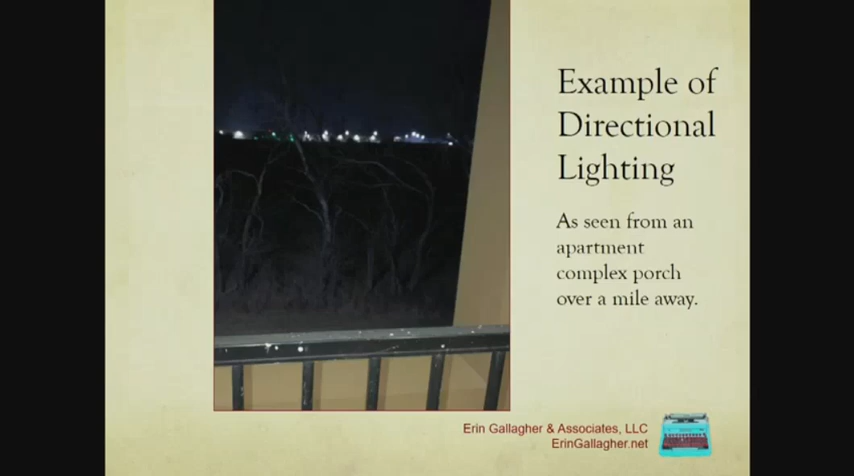 Example of
Directional
Lighting
As seen from an
apartment
complex porch
over a mile away.
Erin Gallagher & Associates, LLC
ErinGallagher.net